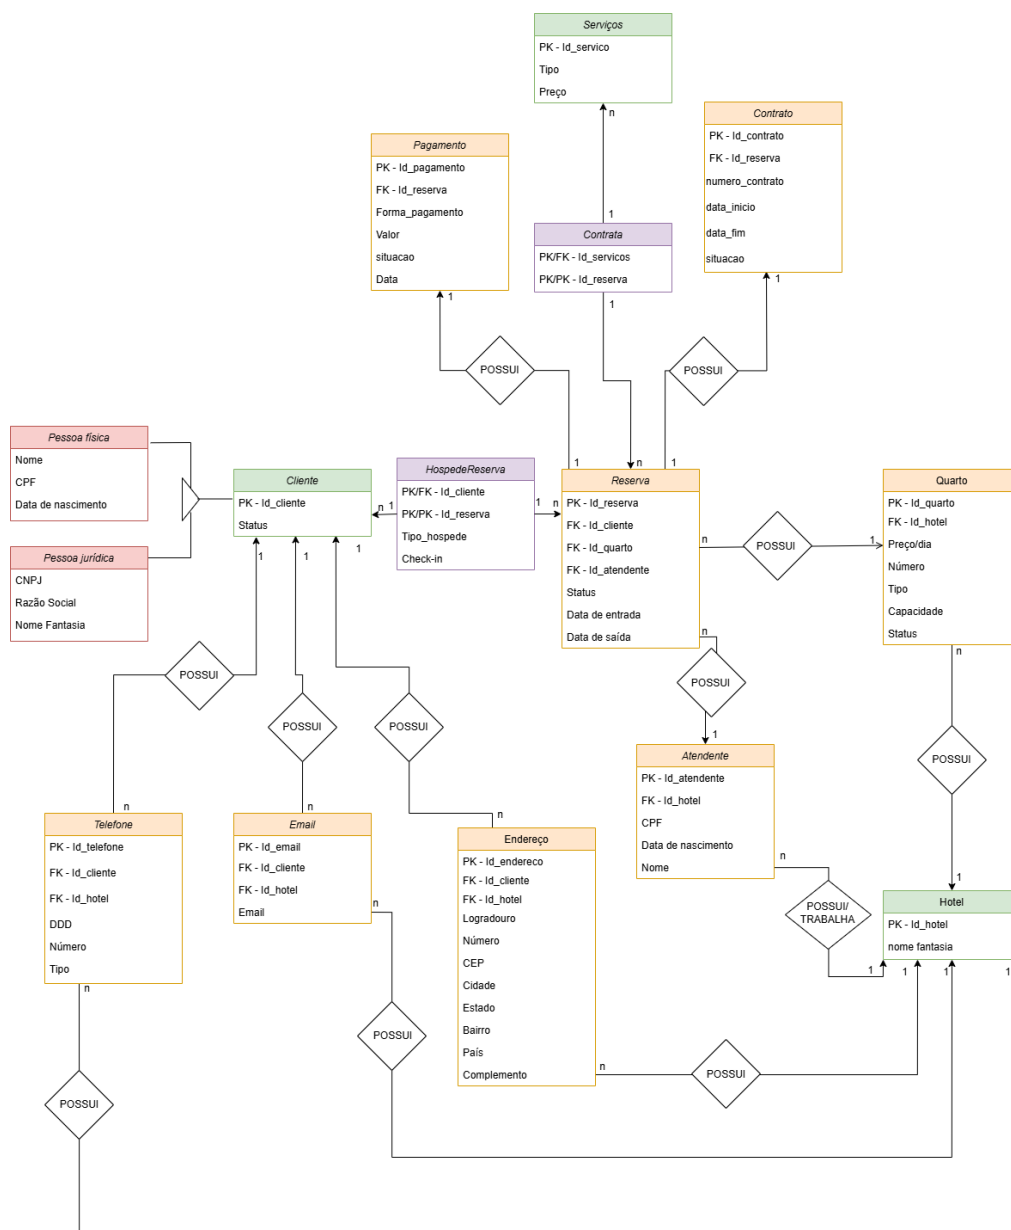 Serviços
PK - Id_servico
Tipo
Preço
n
1
Contrata
PK/FK - Id_servicos
PK/PK - Id_reserva
1
n
Pagamento
PK - Id_pagamento
FK - Id_reserva
Forma_pagamento
Valor
situacao
Data
1
POSSUI
1
Contrato
PK - Id_contrato
FK - Id_reserva
numero_contrato
data_inicio
data_fim
situacao
1
POSSUI
1
Pessoa física
Nome
CPF
Data de nascimento
Pessoa jurídica
CNPJ
Razão Social
Nome Fantasia
Cliente
PK - Id_cliente
Status
n
1
HospedeReserva
PK/FK - Id_cliente
PK/PK - Id_reserva
Tipo_hospede
Check-in
1
n
Reserva
PK - Id_reserva
FK - Id_cliente
FK - Id_quarto
FK - Id_atendente
Status
Data de entrada
Data de saída
n
POSSUI
1
Quarto
PK - Id_quarto
FK - Id_hotel
Preço/dia
Número
Tipo
Capacidade
Status
n
POSSUI
1
n
POSSUI
1
Atendente
PK - Id_atendente
FK - Id_hotel
CPF
Data de nascimento
Nome
n
POSSUI/
TRABALHA
1
1
1
1
Hotel
PK - Id_hotel
nome fantasia
1
1
1
POSSUI
POSSUI
POSSUI
n
n
n
Telefone
PK - Id_telefone
FK - Id_cliente
FK - Id_hotel
DDD
Número
Tipo
n
POSSUI
Email
PK - Id_email
FK - Id_cliente
FK - Id_hotel
Email
n
POSSUI
Endereço
PK - Id_endereco
FK - Id_cliente
FK - Id_hotel
Logradouro
Número
CEP
Cidade
Estado
Bairro
País
Complemento
n
POSSUI